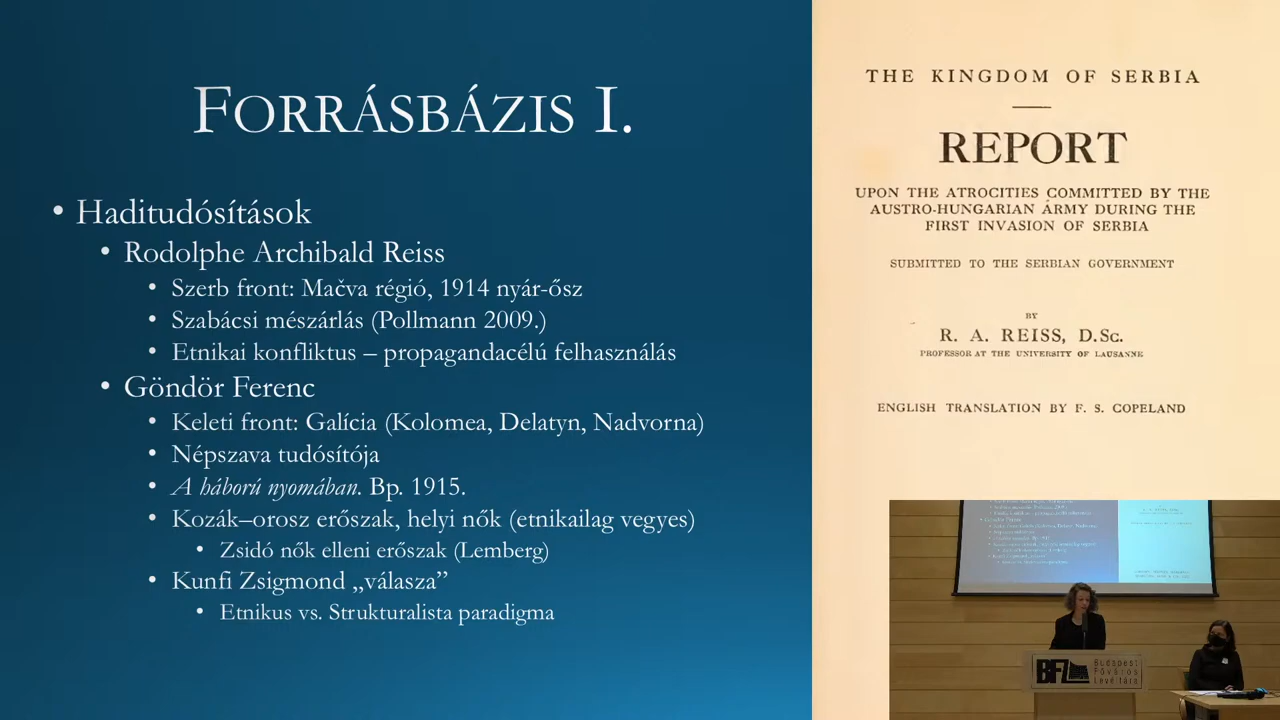 FORRÁSBÁZIS I.
• Haditudósítások
• Rodolphe Archibald Reiss
• Szerb front: Mačva régió, 1914 nyár-ősz
• Szabácsi mészárlás (Pollmann 2009.)
• Etnikai konfliktus – propagandacélú felhasználás
• Göndör Ferenc
• Keleti front: Galícia (Kolomea, Delatyn, Nadvorna)
• Népszava tudósítója
• A háború nyomában. Bp. 1915.
• Kozák–orosz erőszak, helyi nők (etnikailag vegyes)
• Zsidó nők elleni erőszak (Lemberg)
• Kunfi Zsigmond „válasza”
• Etnikus vs. Strukturalista paradigma
THE KINGDOM OF SERBIA
REPORT
UPON THE ATROCITIES COMMITTED BY THE
AUSTRO-HUNGARIAN ARMY DURING THE
FIRST INVASION OF SERBIA
SUBMITTED TO THE SERBIAN GOVERNMENT
BY
R. A. REISS, D.Sc.
PROFESSOR AT THE UNIVERSITY OF LAUSANNE
ENGLISH TRANSLATION BY F. S. COPELAND
BFL
Budapest
Főváros
Levéltára